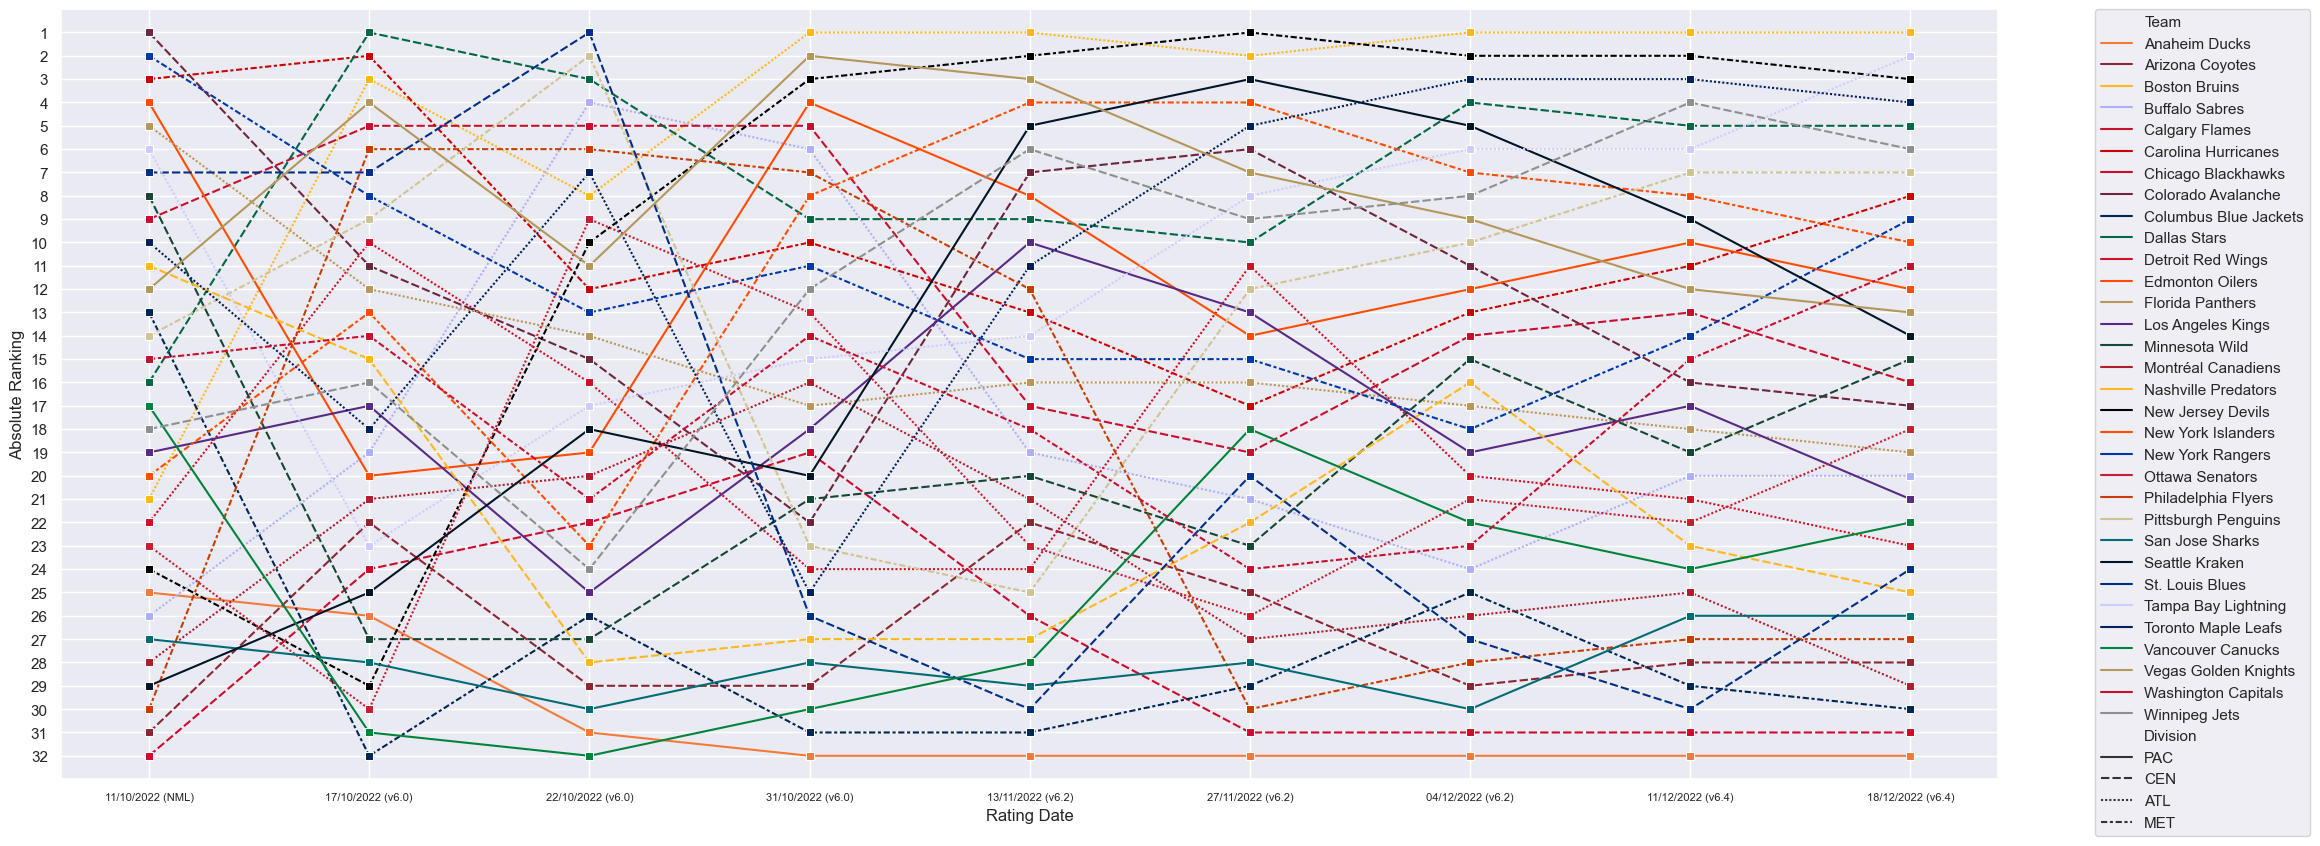 1
2
3
4
5
6
7
8
9
10
11
12
13
14
15
16
17
18
19
20
21
22
23
24
25
26
27
28
29
30
31
32
Absolute Ranking
11/10/2022 (NML)
17/10/2022 (v6.0)
22/10/2022 (v6.0)
31/10/2022 (v6.0)
13/11/2022 (v6.2)
27/11/2022 (v6.2)
04/12/2022 (v6.2)
11/12/2022 (v6.4)
18/12/2022 (v6.4)
Rating Date
Team
Anaheim Ducks
Arizona Coyotes
Boston Bruins
Buffalo Sabres
Calgary Flames
Carolina Hurricanes
Chicago Blackhawks
Colorado Avalanche
Columbus Blue Jackets
Dallas Stars
Detroit Red Wings
Edmonton Oilers
Florida Panthers
Los Angeles Kings
Minnesota Wild
Montréal Canadiens
Nashville Predators
New Jersey Devils
New York Islanders
New York Rangers
Ottawa Senators
Philadelphia Flyers
Pittsburgh Penguins
San Jose Sharks
Seattle Kraken
St. Louis Blues
Tampa Bay Lightning
Toronto Maple Leafs
Vancouver Canucks
Vegas Golden Knights
Washington Capitals
Winnipeg Jets
Division
PAC
CEN
ATL
MET